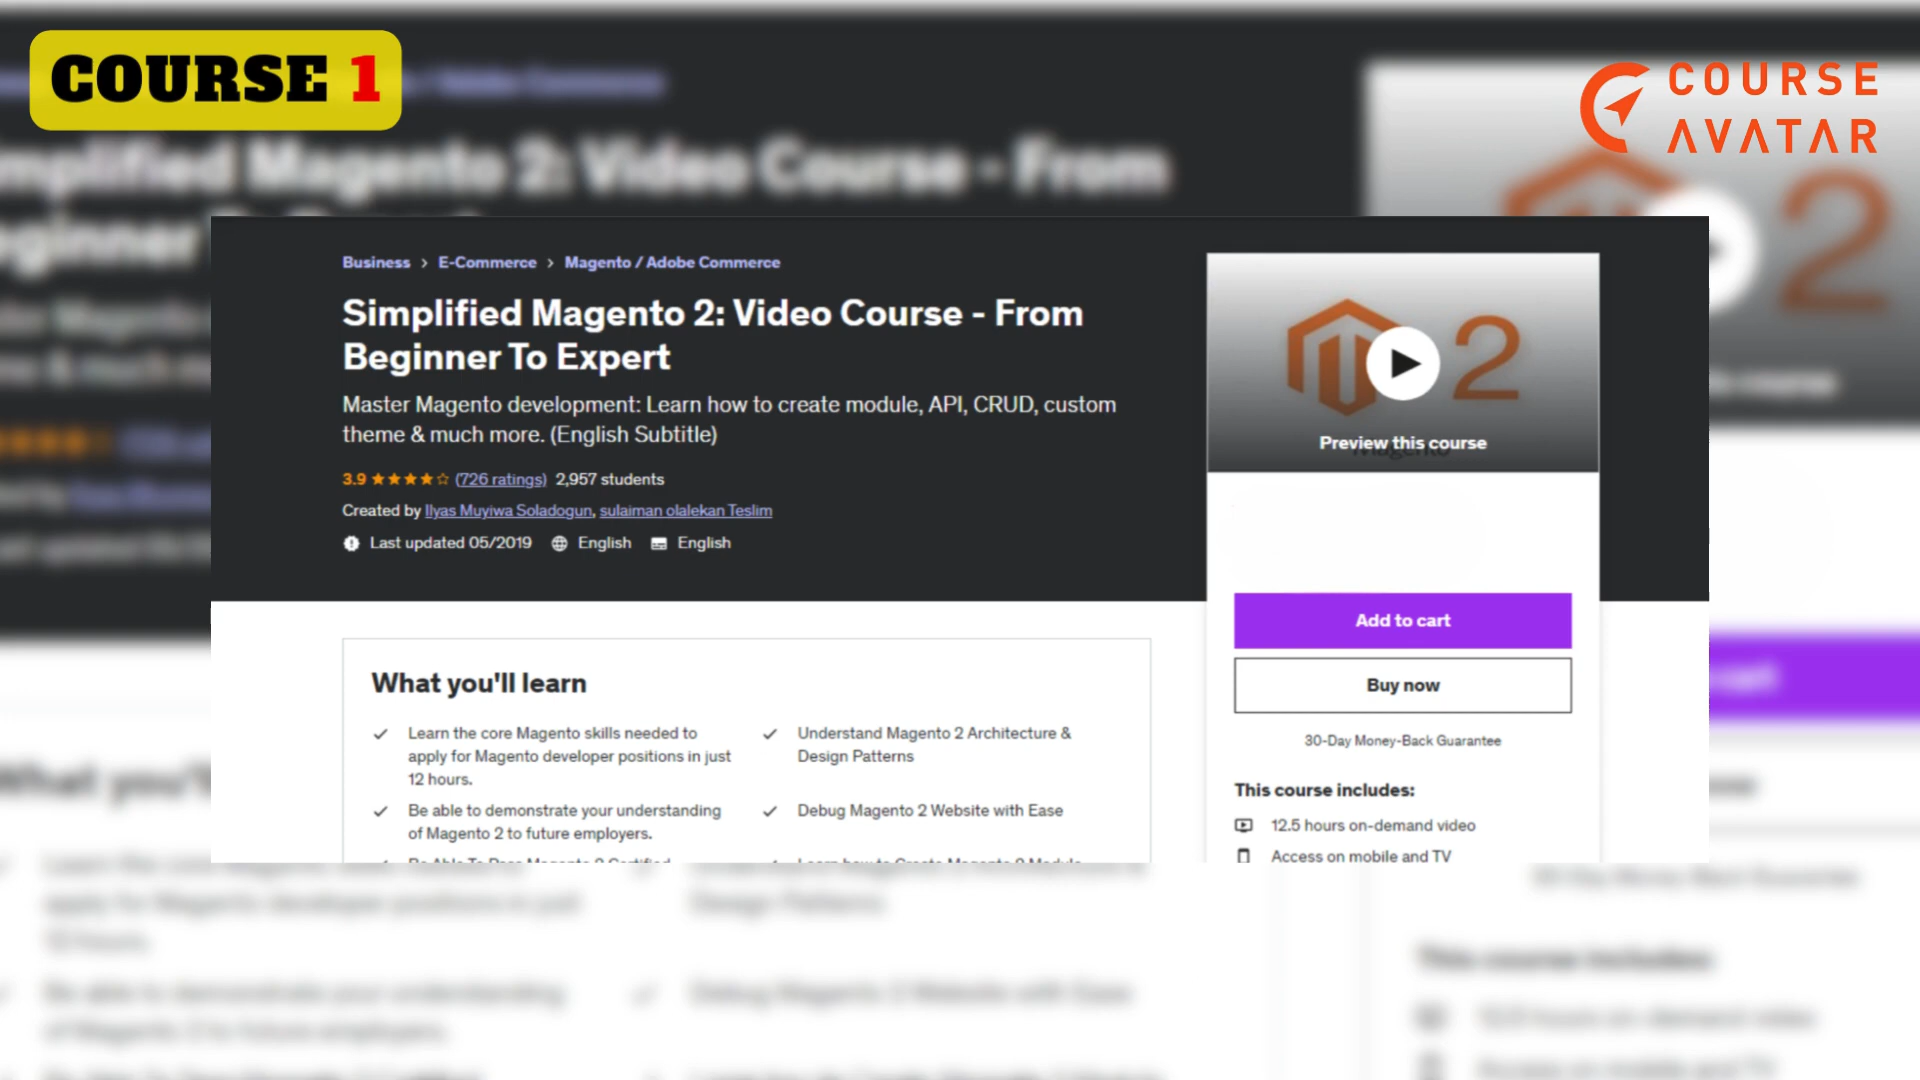 COURSE 1
COURSE
AVATAR
Business > E-Commerce > Magento / Adobe Commerce
Simplified Magento 2: Video Course - From
Beginner To Expert
Master Magento development: Learn how to create module, API, CRUD, custom
theme & much more. (English Subtitle)
3.9 ★★★★☆ (726 ratings) 2,957 students
Created by Ilyas Muyiwa Soladogun, sulaiman olalekan Teslim
Last updated 05/2019 English English
2
Preview this course
Add to cart
Buy now
30-Day Money-Back Guarantee
This course includes:
12.5 hours on-demand video
Access on mobile and TV
What you'll learn
Learn the core Magento skills needed to
apply for Magento developer positions in just
12 hours.
Be able to demonstrate your understanding
of Magento 2 to future employers.
Understand Magento 2 Architecture &
Design Patterns
Debug Magento 2 Website with Ease